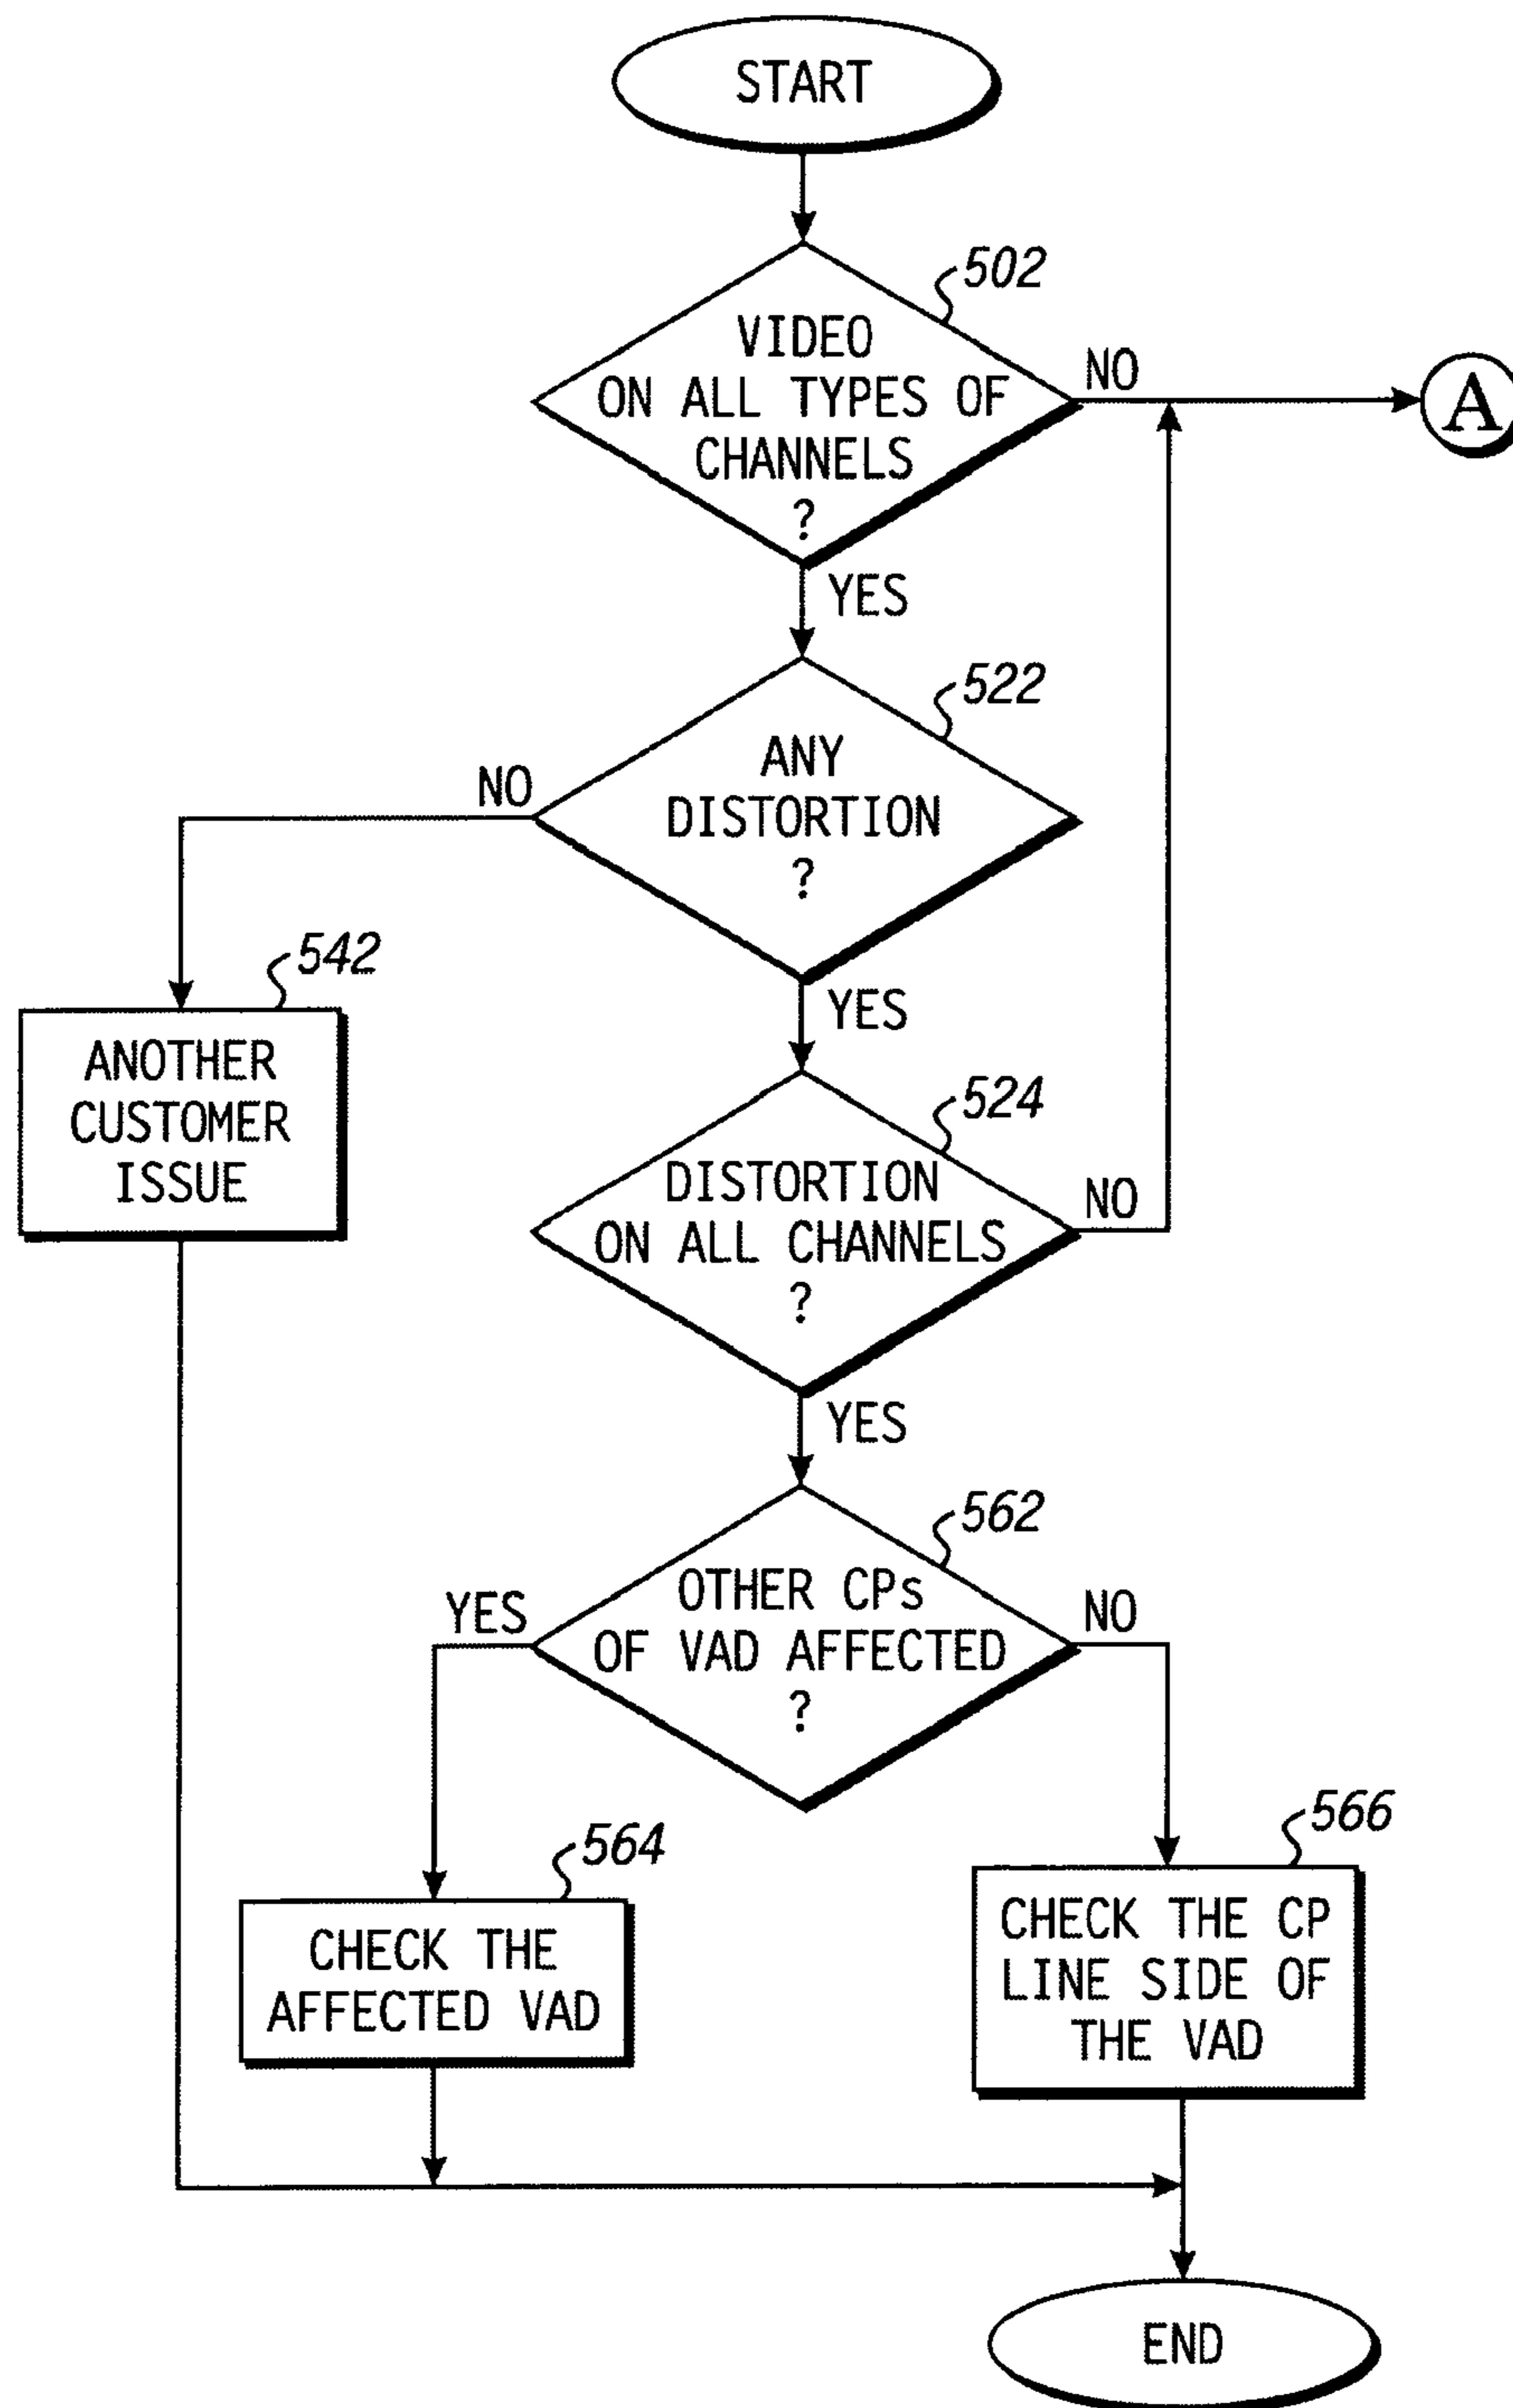 START
502
VIDEO
ON ALL TYPES OF
CHANNELS
?
NO
A
YES
522
ANY
DISTORTION
?
NO
YES
542
ANOTHER
CUSTOMER
ISSUE
524
DISTORTION
ON ALL CHANNELS
?
NO
YES
562
OTHER CPs
OF VAD AFFECTED
?
YES
NO
564
CHECK THE
AFFECTED VAD
566
CHECK THE CP
LINE SIDE OF
THE VAD
END